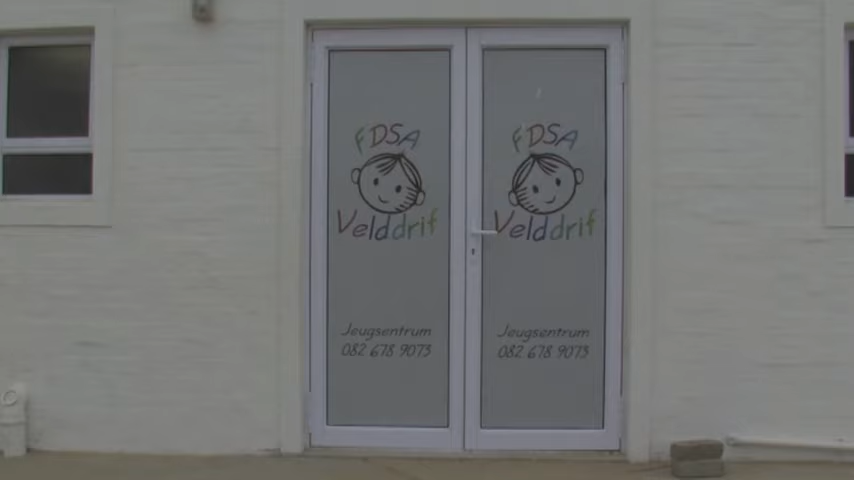 FDSA
Velddrif
Jeugsentrum
082 678 9073
FDSA
Velddrif
Jeugsentrum
082 678 9073